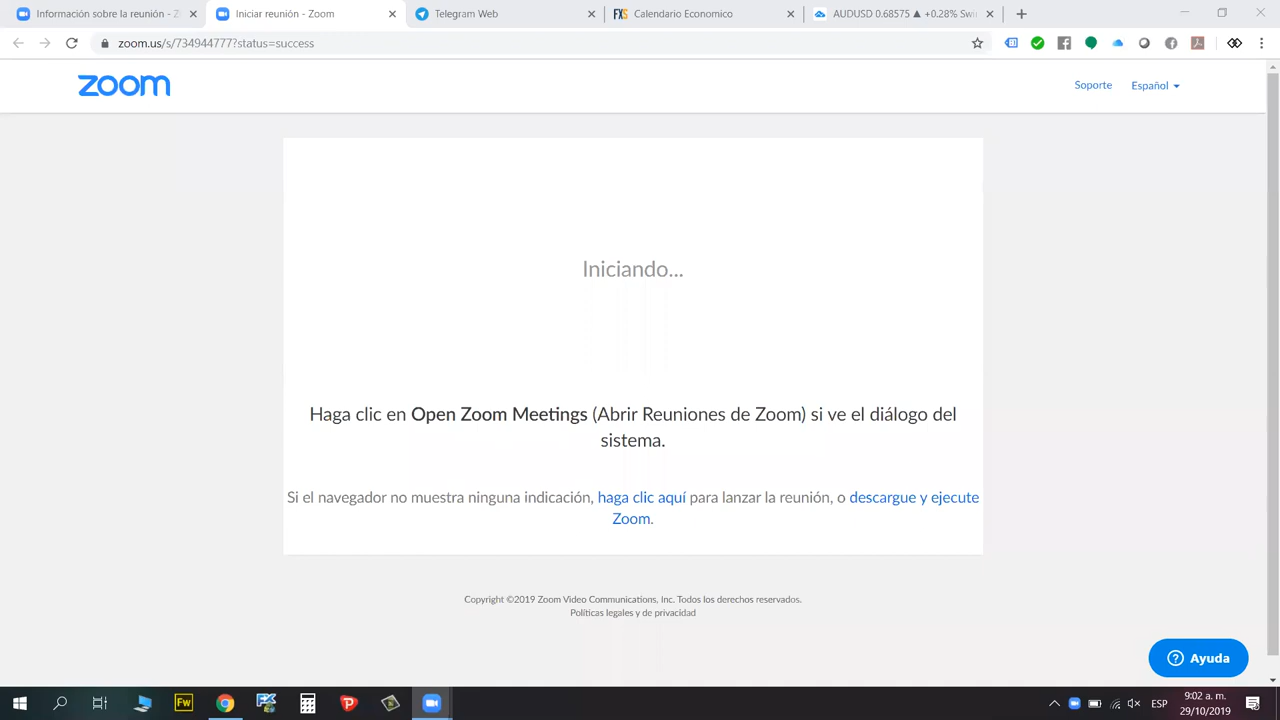 Información sobre la reunión - Z
Iniciar reunión - Zoom
Telegram Web
FXS Calendario Economico
AUDUSD 0.68575 ▲ +0.28% Swi
zoom.us/s/734944777?status=success
zoom
Soporte
Español
Iniciando...
Haga clic en Open Zoom Meetings (Abrir Reuniones de Zoom) si ve el diálogo del
sistema.
Si el navegador no muestra ninguna indicación, haga clic aquí para lanzar la reunión, o descargue y ejecute
Zoom.
Copyright ©2019 Zoom Video Communications, Inc. Todos los derechos reservados.
Políticas legales y de privacidad
Ayuda
Fw
ESP
9:02 a. m.
29/10/2019